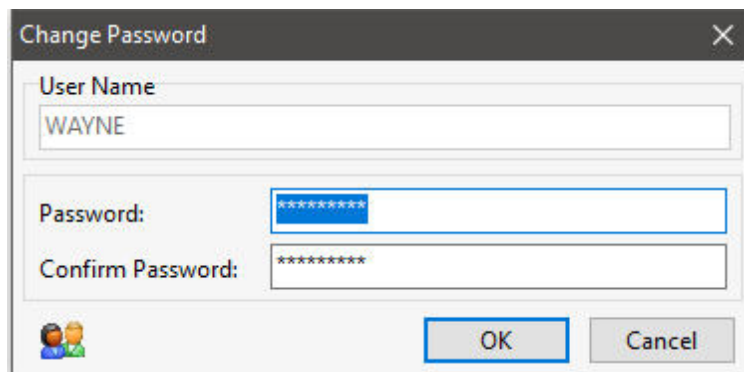 Change Password
User Name
WAYNE
Password: *********
Confirm Password: *********
OK Cancel